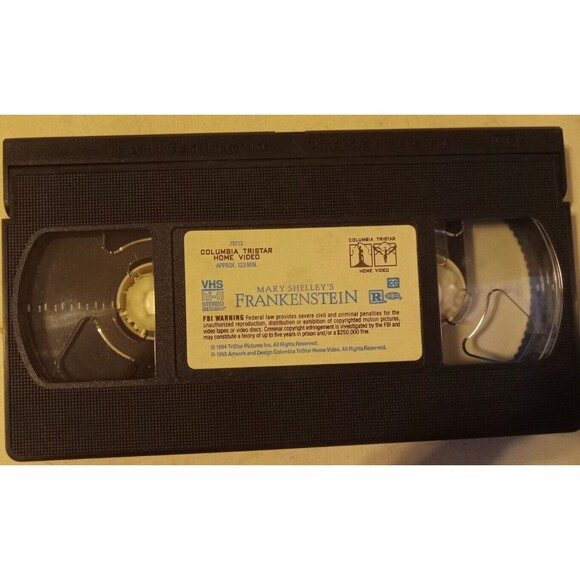 78713
COLUMBIA TRISTAR
HOME VIDEO
APPROX. 123 MIN.
COLUMBIA TRISTAR
HOME VIDEO
VHS
hi-fi
STEREO
MARY SHELLEY'S
FRANKENSTEIN
R
CC
FBI WARNING Federal law provides severe civil and criminal penalties for the
unauthorized reproduction, distribution or exhibition of copyrighted motion pictures,
video tapes or video discs. Criminal copyright infringement is investigated by the FBI and
may constitute a felony of up to five years in prison and/or a $250,000 fine.
© 1994 TriStar Pictures Inc. All Rights Reserved.
© 1995 Artwork and Design Columbia TriStar Home Video. All Rights Reserved.